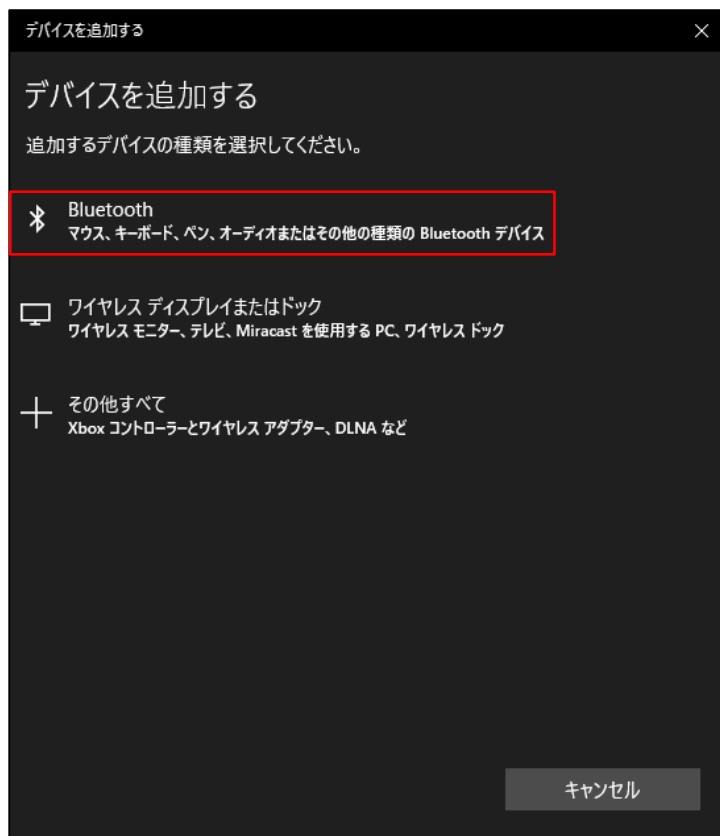 デバイスを追加する
デバイスを追加する
追加するデバイスの種類を選択してください。
Bluetooth
マウス、キーボード、ペン、オーディオまたはその他の種類の Bluetooth デバイス
ワイヤレス ディスプレイまたはドック
ワイヤレス モニター、テレビ、Miracast を使用する PC、ワイヤレス ドック
その他すべて
Xbox コントローラーとワイヤレス アダプター、DLNA など
キャンセル